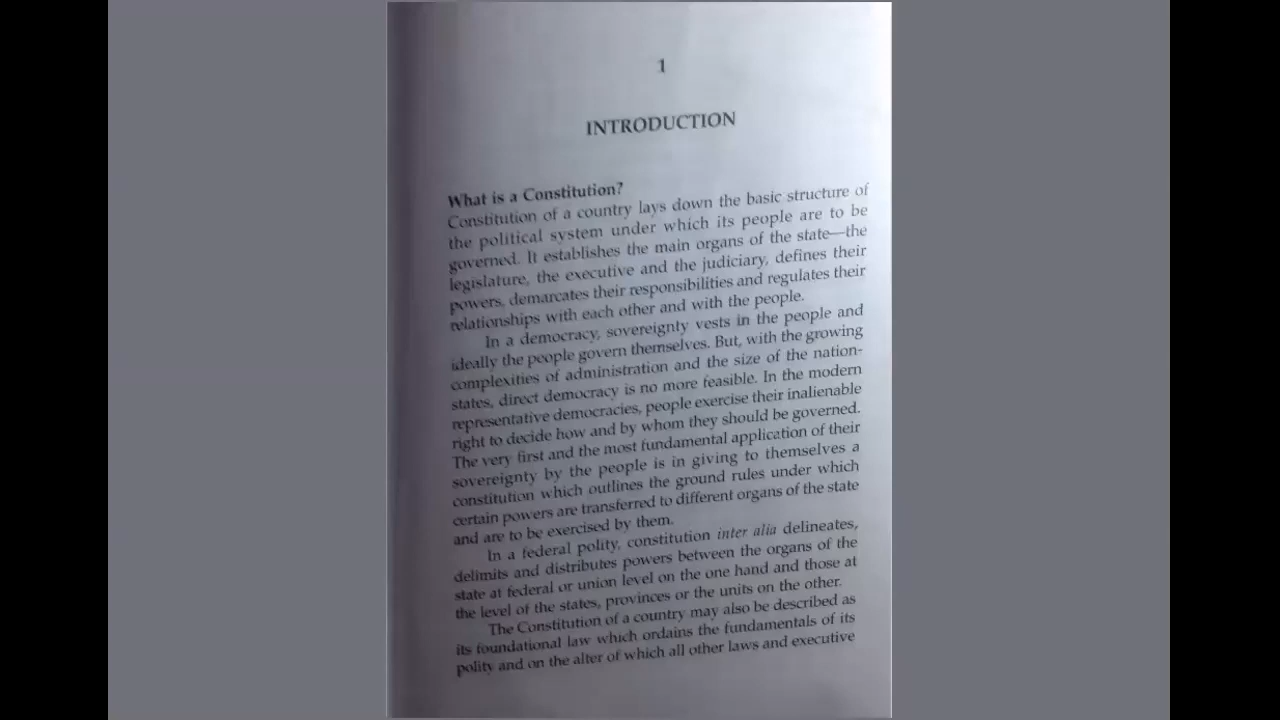 1
INTRODUCTION
What is a Constitution?
Constitution of a country lays down the basic structure of
the political system under which its people are to be
governed. It establishes the main organs of the state—the
legislature, the executive and the judiciary, defines their
powers, demarcates their responsibilities and regulates their
relationships with each other and with the people.
In a democracy, sovereignty vests in the people and
ideally the people govern themselves. But, with the growing
complexities of administration and the size of the nation-
states, direct democracy is no more feasible. In the modern
representative democracies, people exercise their inalienable
right to decide how and by whom they should be governed.
The very first and the most fundamental application of their
sovereignty by the people is in giving to themselves a
constitution which outlines the ground rules under which
certain powers are transferred to different organs of the state
and are to be exercised by them.
In a federal polity, constitution inter alia delineates,
delimits and distributes powers between the organs of the
state at federal or union level on the one hand and those at
the level of the states, provinces or the units on the other.
The Constitution of a country may also be described as
its foundational law which ordains the fundamentals of its
polity and on the alter of which all other laws and executive